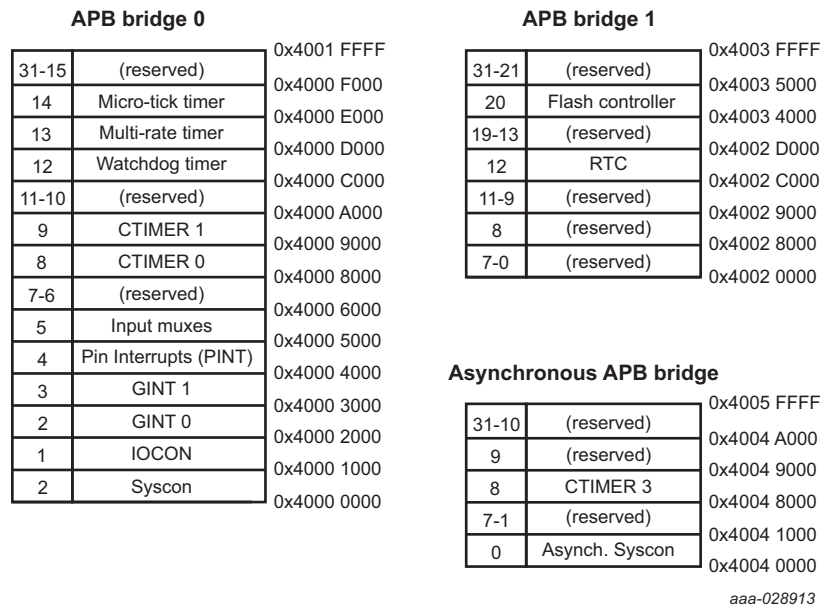 APB bridge 0
0x4001 FFFF
31-15 (reserved)
0x4000 F000
14 Micro-tick timer
0x4000 E000
13 Multi-rate timer
0x4000 D000
12 Watchdog timer
0x4000 C000
11-10 (reserved)
0x4000 A000
9 CTIMER 1
0x4000 9000
8 CTIMER 0
0x4000 8000
7-6 (reserved)
0x4000 6000
5 Input muxes
0x4000 5000
4 Pin Interrupts (PINT)
0x4000 4000
3 GINT 1
0x4000 3000
2 GINT 0
0x4000 2000
1 IOCON
0x4000 1000
2 Syscon
0x4000 0000
APB bridge 1
0x4003 FFFF
31-21 (reserved)
0x4003 5000
20 Flash controller
0x4003 4000
19-13 (reserved)
0x4002 D000
12 RTC
0x4002 C000
11-9 (reserved)
0x4002 9000
8 (reserved)
0x4002 8000
7-0 (reserved)
0x4002 0000
Asynchronous APB bridge
0x4005 FFFF
31-10 (reserved)
0x4004 A000
9 (reserved)
0x4004 9000
8 CTIMER 3
0x4004 8000
7-1 (reserved)
0x4004 1000
0 Asynch. Syscon
0x4004 0000
aaa-028913